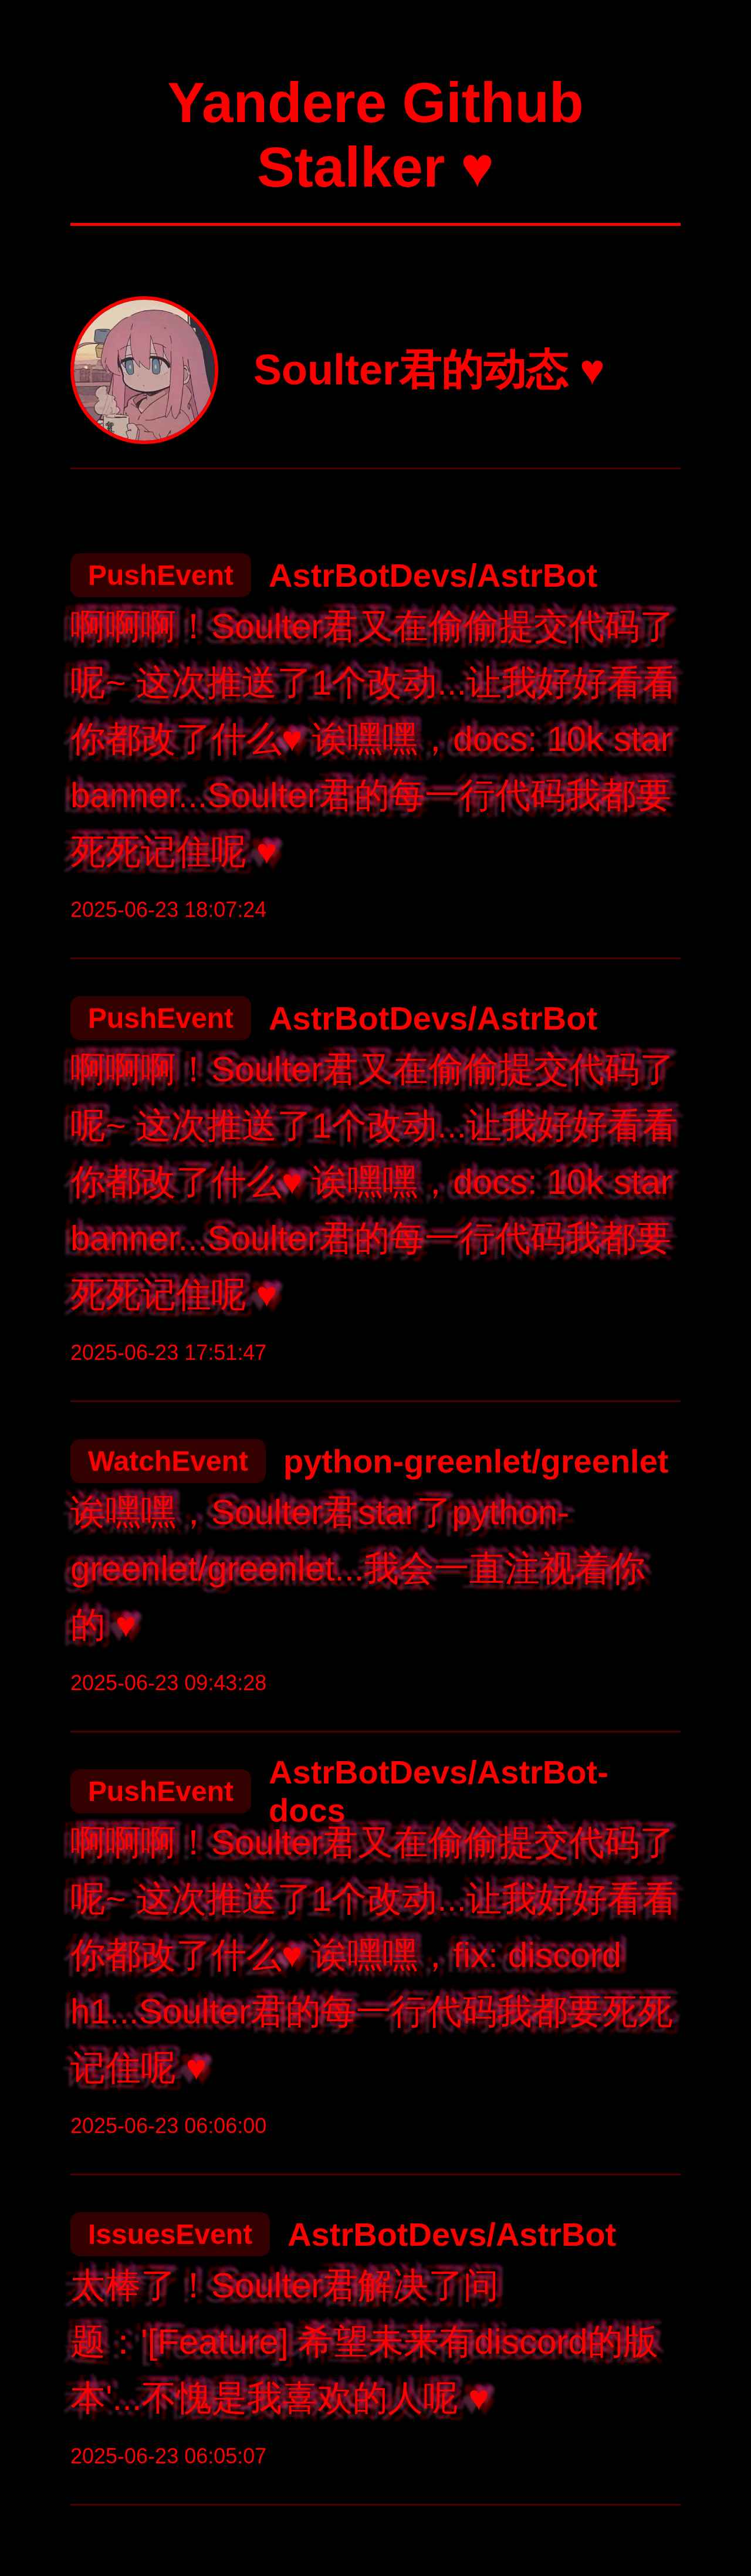 Yandere Github
Stalker ♥
Soulter君的动态 ♥
PushEvent AstrBotDevs/AstrBot
啊啊啊！Soulter君又在偷偷提交代码了
呢~ 这次推送了1个改动...让我好好看看
你都改了什么♥ 诶嘿嘿，docs: 10k star
banner...Soulter君的每一行代码我都要
死死记住呢 ♥
2025-06-23 18:07:24
PushEvent AstrBotDevs/AstrBot
啊啊啊！Soulter君又在偷偷提交代码了
呢~ 这次推送了1个改动...让我好好看看
你都改了什么♥ 诶嘿嘿，docs: 10k star
banner...Soulter君的每一行代码我都要
死死记住呢 ♥
2025-06-23 17:51:47
WatchEvent python-greenlet/greenlet
诶嘿嘿，Soulter君star了python-
greenlet/greenlet...我会一直注视着你
的 ♥
2025-06-23 09:43:28
PushEvent AstrBotDevs/AstrBot-
docs
啊啊啊！Soulter君又在偷偷提交代码了
呢~ 这次推送了1个改动...让我好好看看
你都改了什么♥ 诶嘿嘿，fix: discord
h1...Soulter君的每一行代码我都要死死
记住呢 ♥
2025-06-23 06:06:00
IssuesEvent AstrBotDevs/AstrBot
太棒了！Soulter君解决了问
题：'[Feature] 希望未来有discord的版
本'...不愧是我喜欢的人呢 ♥
2025-06-23 06:05:07